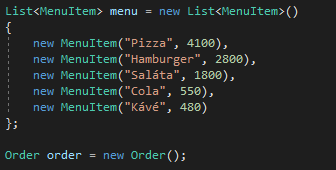 List<MenuItem> menu = new List<MenuItem>()
{
new MenuItem("Pizza", 4100),
new MenuItem("Hamburger", 2800),
new MenuItem("Saláta", 1800),
new MenuItem("Cola", 550),
new MenuItem("Kávé", 480)
};
Order order = new Order();